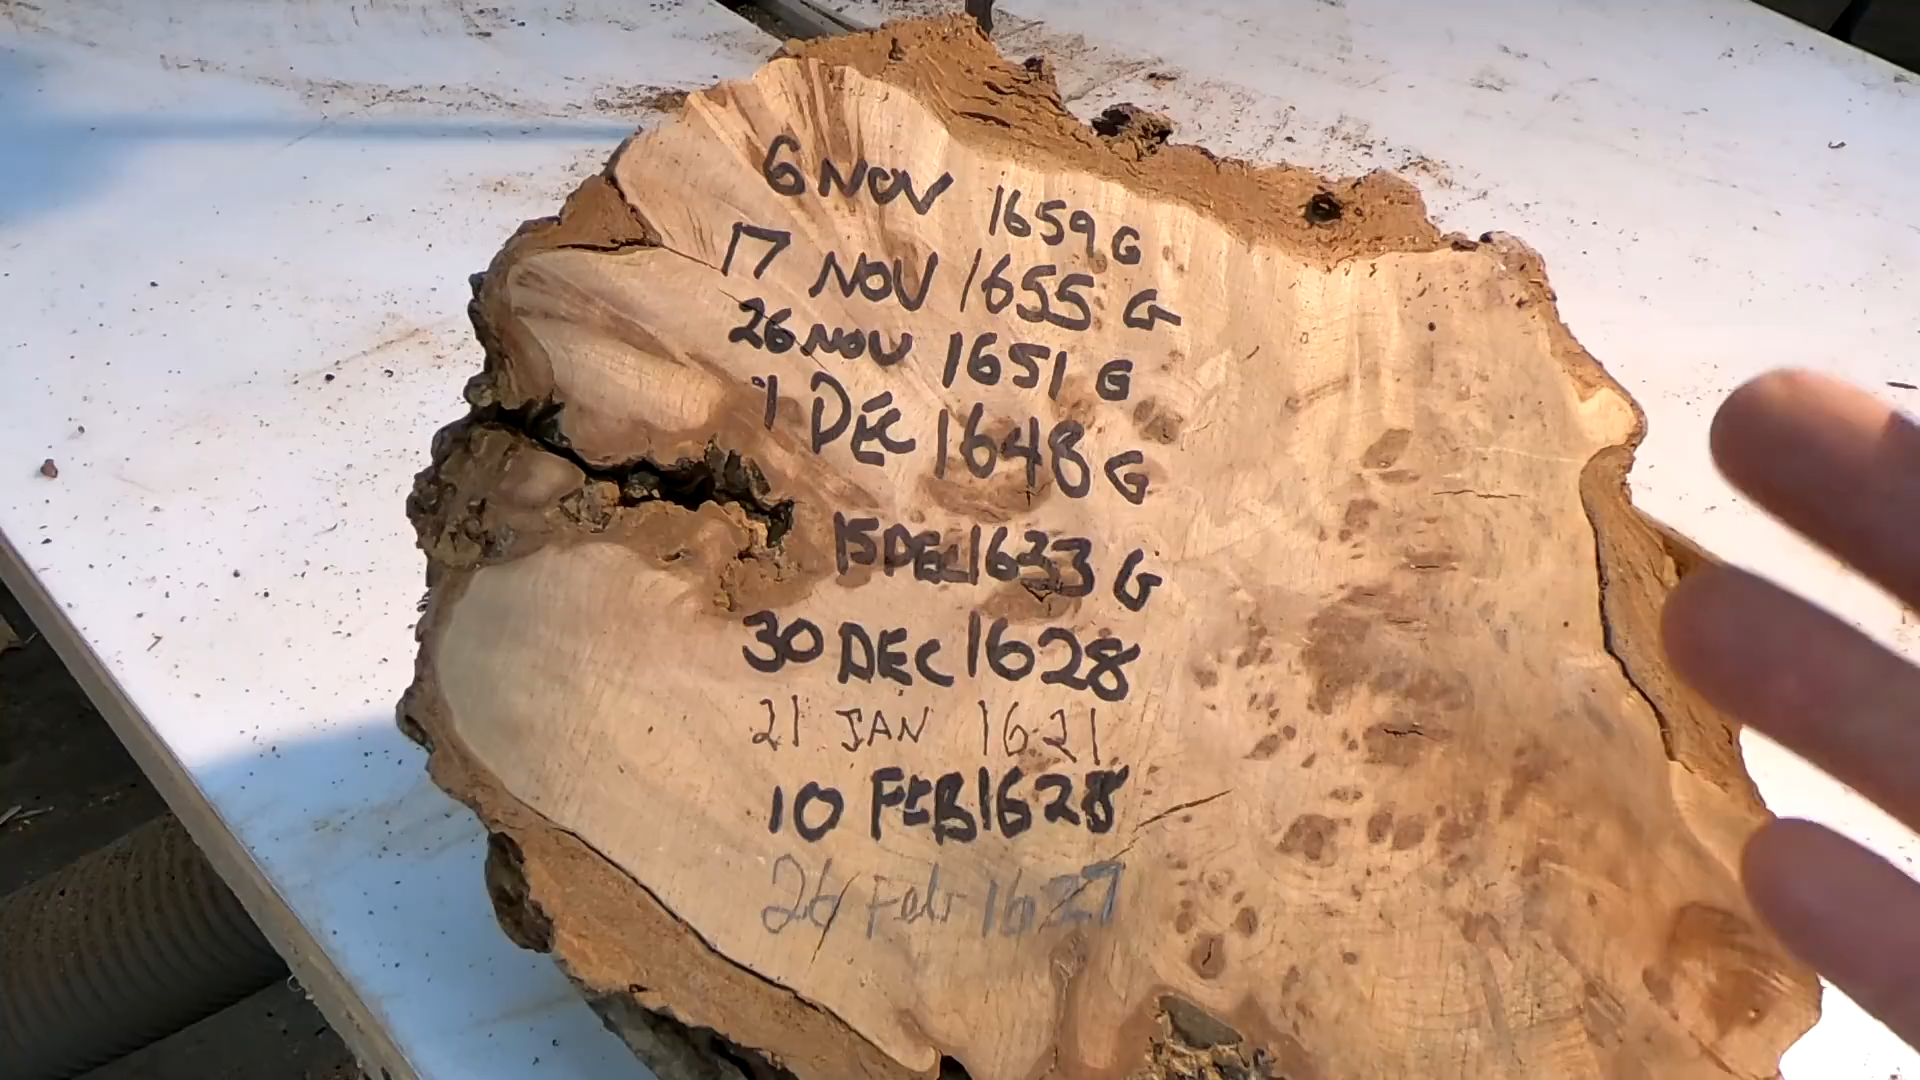 6 NOV 1659 G
17 NOV 1655 G
26 NOV 1651 G
1 DEC 1648 G
15 DEC 1633 G
30 DEC 1628
21 JAN 1621
10 FEB 1628
26 Feb 1627